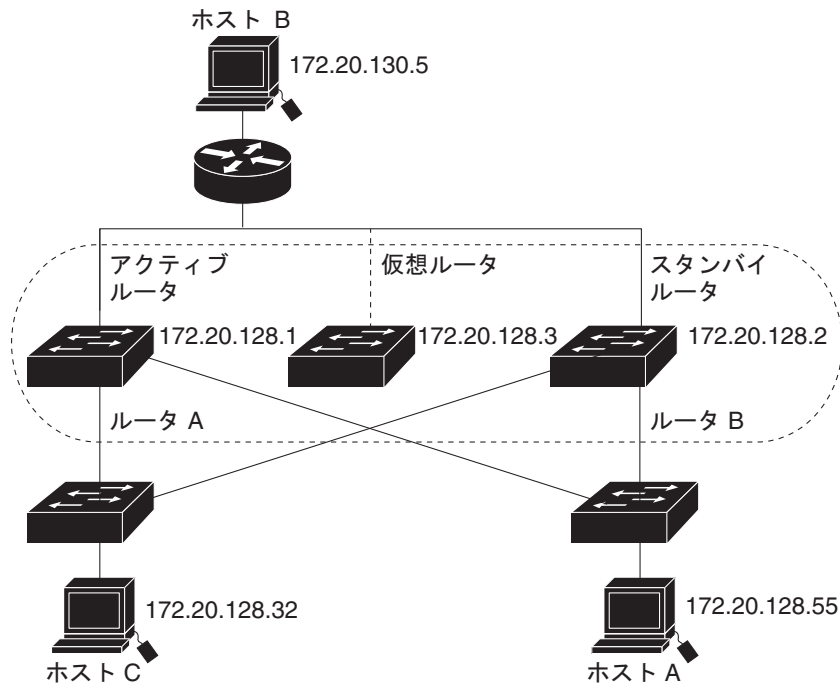 ホスト B
172.20.130.5
アクティブ
ルータ
仮想ルータ
スタンバイ
ルータ
172.20.128.1
172.20.128.3
172.20.128.2
ルータ A
ルータ B
172.20.128.32
172.20.128.55
ホスト C
ホスト A